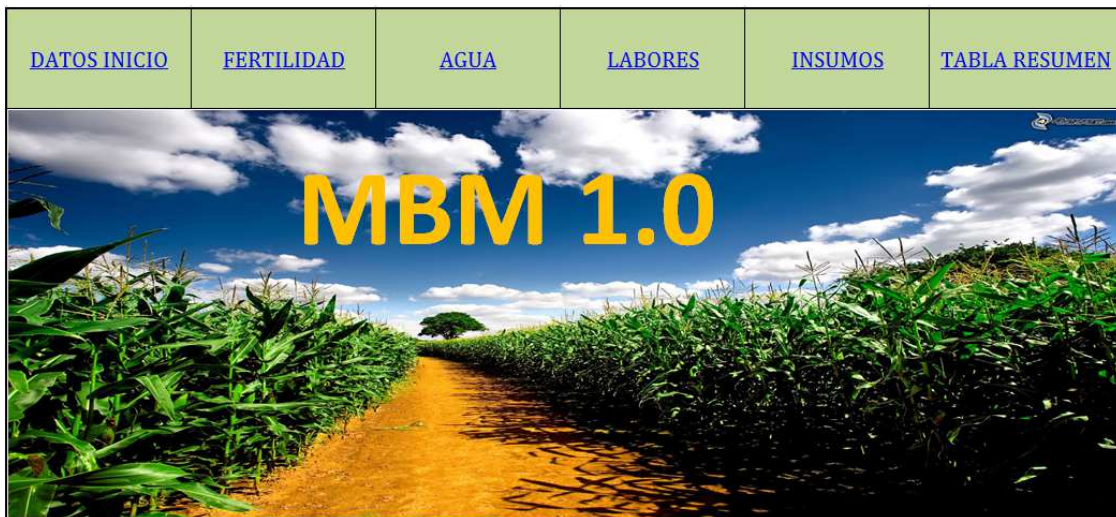 DATOS INICIO FERTILIDAD AGUA LABORES INSUMOS TABLA RESUMEN
MBM 1.0